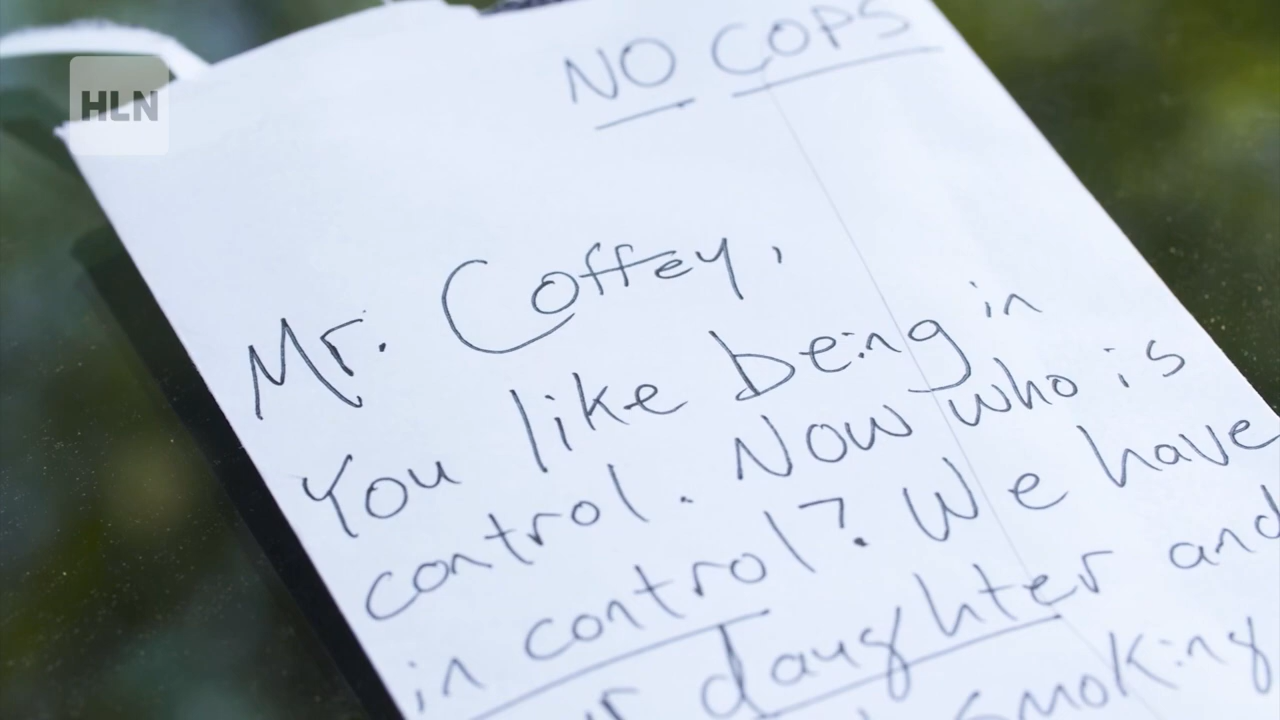 HLN
NO COPS
Mr. Coffey,
You like being in
control. Now who is
in control? We have
daughter and
smoking